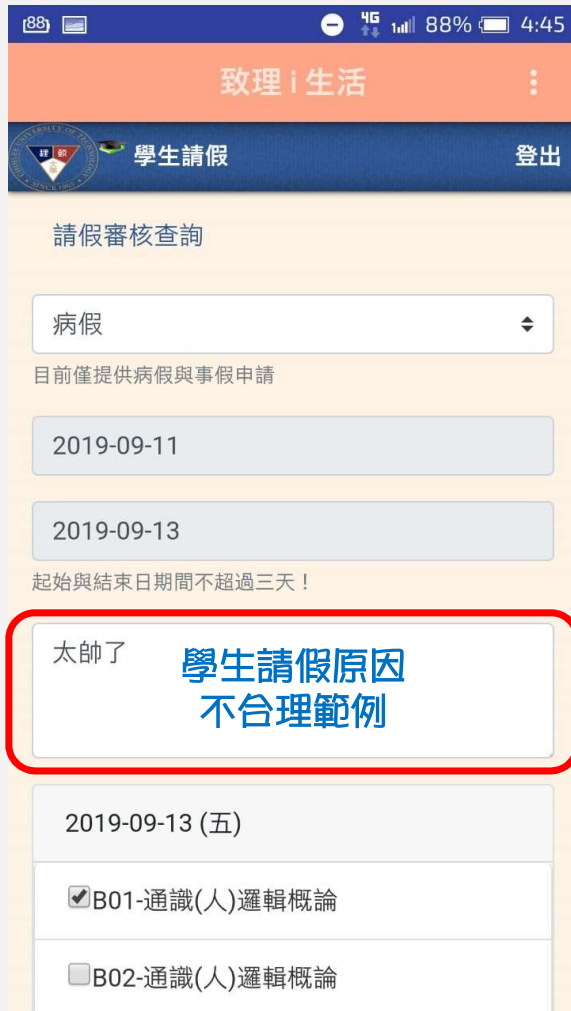 88 4G 88% 4:45
致理 i 生活
學生請假 登出
請假審核查詢
病假
目前僅提供病假與事假申請
2019-09-11
2019-09-13
起始與結束日期間不超過三天！
太帥了
學生請假原因
不合理範例
2019-09-13 (五)
B01-通識(人)邏輯概論
B02-通識(人)邏輯概論